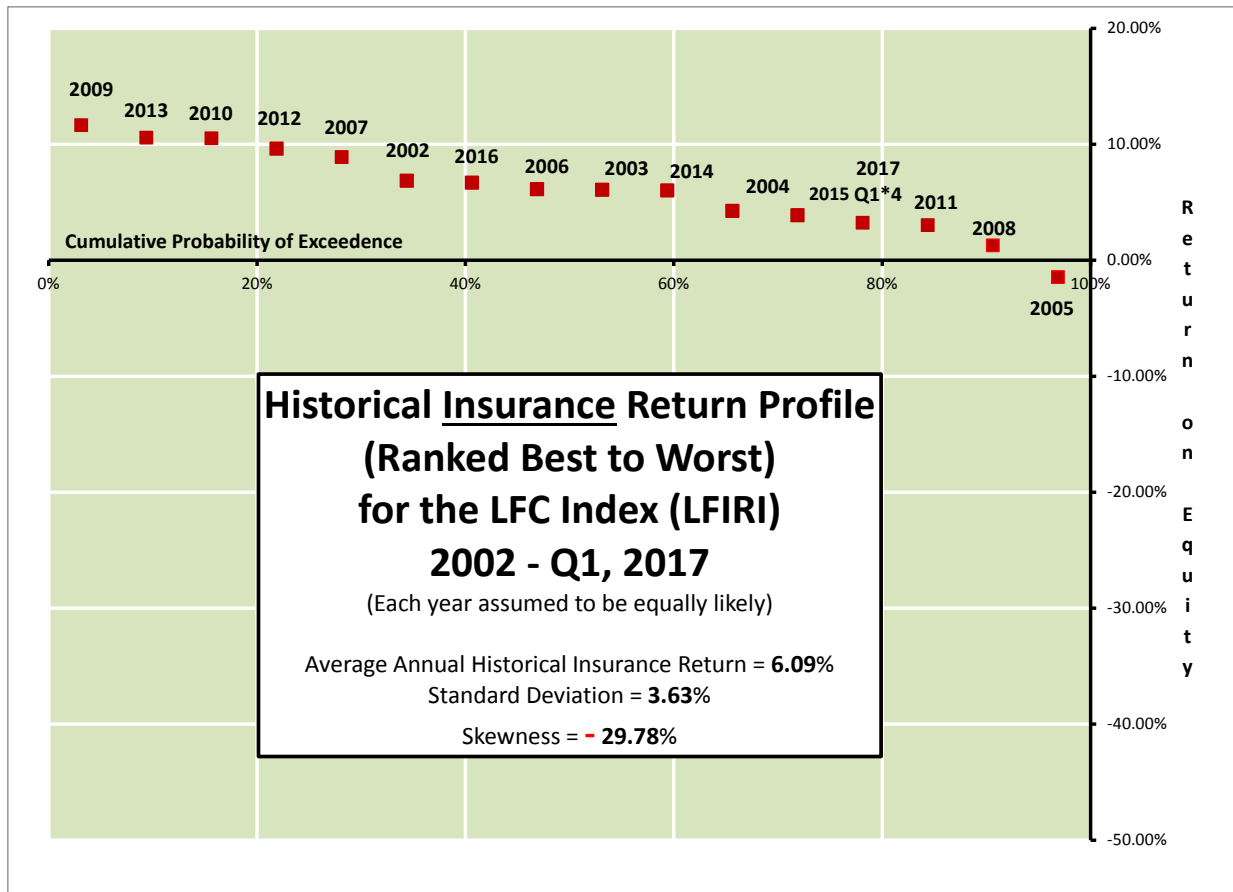 20.00%
2009
2013
2010
2012
2007
10.00%
2002
2016
2006
2003
2014
2004
2015
2017
Q1*4
2011
2008
Cumulative Probability of Exceedence
0.00%
0%
20%
40%
60%
80%
100%
2005
-10.00%
-20.00%
-30.00%
-40.00%
-50.00%
Return on Equity
Historical Insurance Return Profile
(Ranked Best to Worst)
for the LFC Index (LFIRI)
2002 - Q1, 2017
(Each year assumed to be equally likely)
Average Annual Historical Insurance Return = 6.09%
Standard Deviation = 3.63%
Skewness = - 29.78%